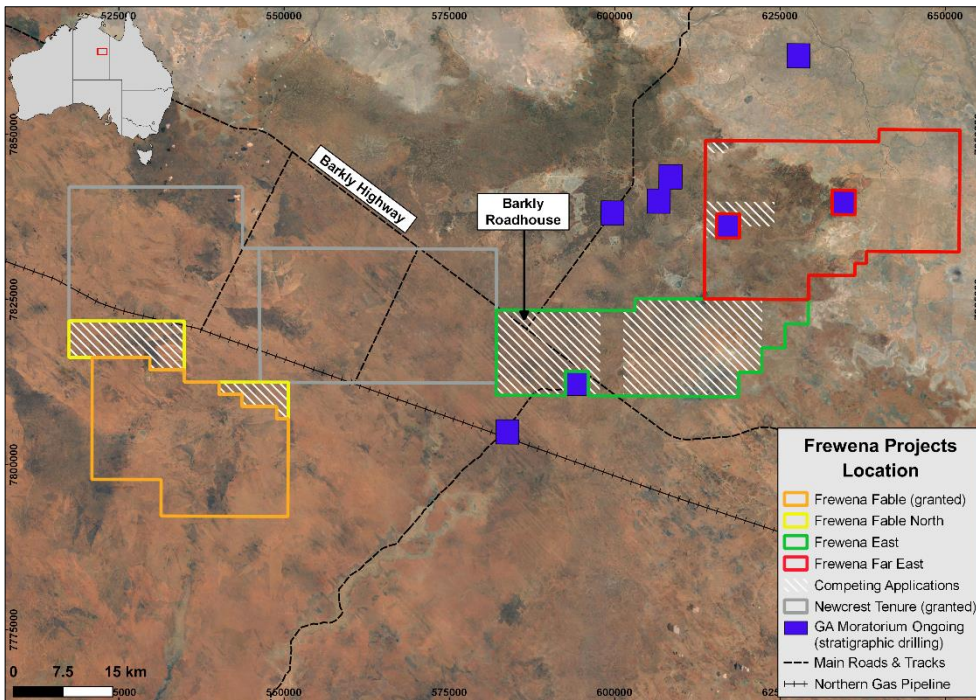 525000 550000 575000 600000 625000 650000
7850000
7850000
Barkly Highway
Barkly
Roadhouse
7825000
7825000
7800000
7775000
Frewena Projects
Location
Frewena Fable (granted)
Frewena Fable North
Frewena East
Frewena Far East
Competing Applications
Newcrest Tenure (granted)
GA Moratorium Ongoing
(stratigraphic drilling)
Main Roads & Tracks
Northern Gas Pipeline
0 7.5 15 km
550000 575000 600000